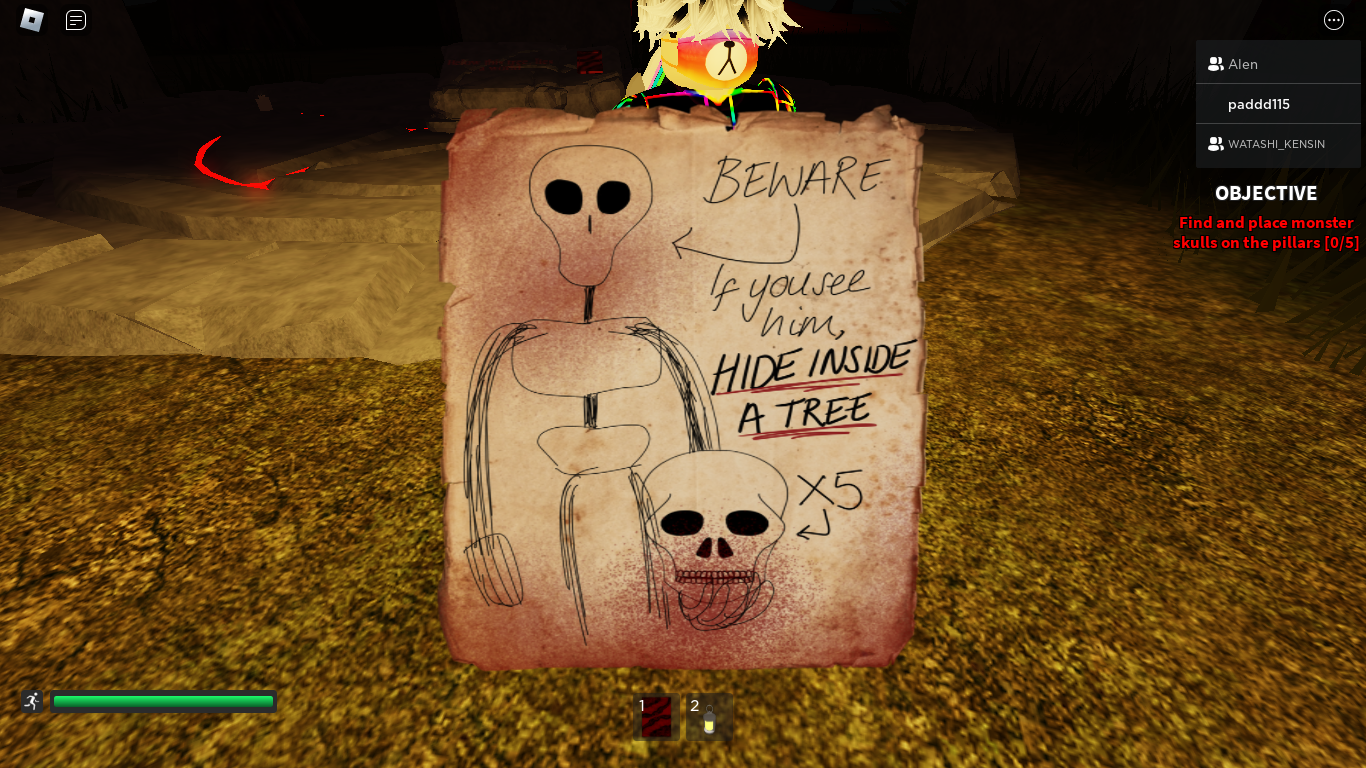 Alen
paddd115
WATASHI_KENSIN
OBJECTIVE
Find and place monster
skulls on the pillars [0/5]
BEWARE
If you see
him,
HIDE INSIDE
A TREE
X5
1
2